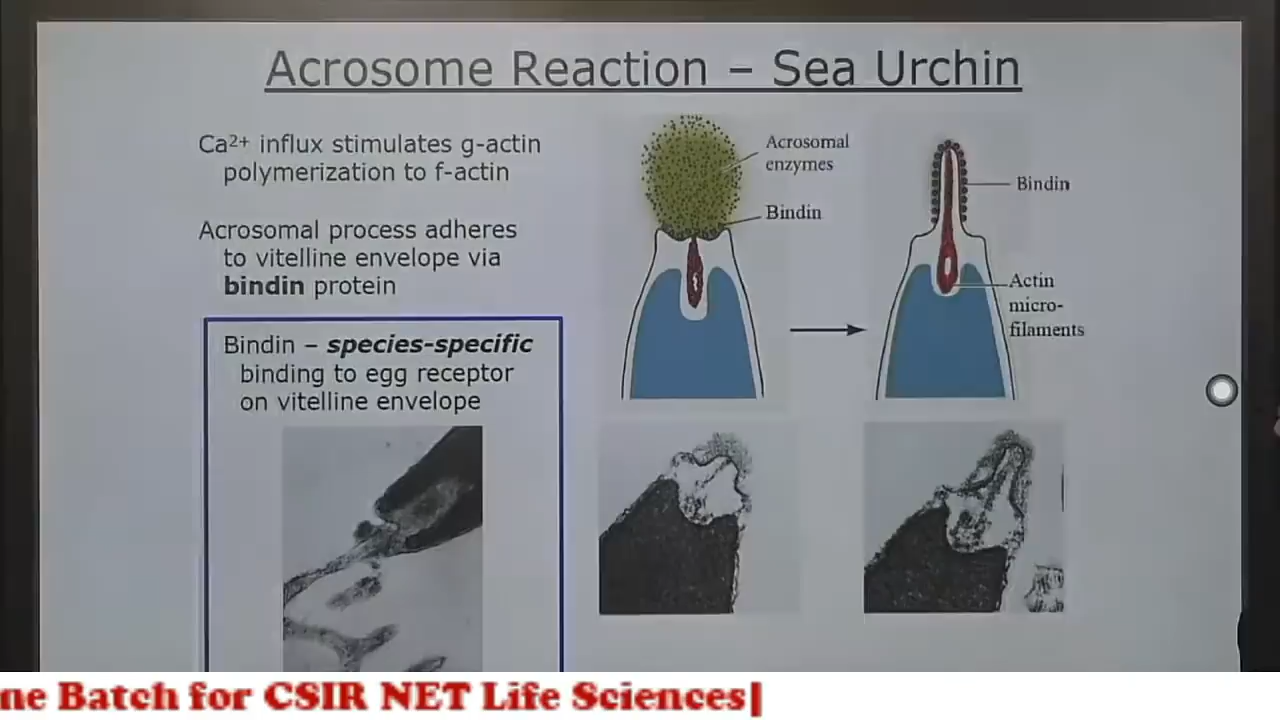 Acrosome Reaction – Sea Urchin
Ca²⁺ influx stimulates g-actin
polymerization to f-actin
Acrosomal process adheres
to vitelline envelope via
bindin protein
Bindin – species-specific
binding to egg receptor
on vitelline envelope
Acrosomal
enzymes
Bindin
Bindin
Actin
micro-
filaments
ne Batch for CSIR NET Life Sciences|